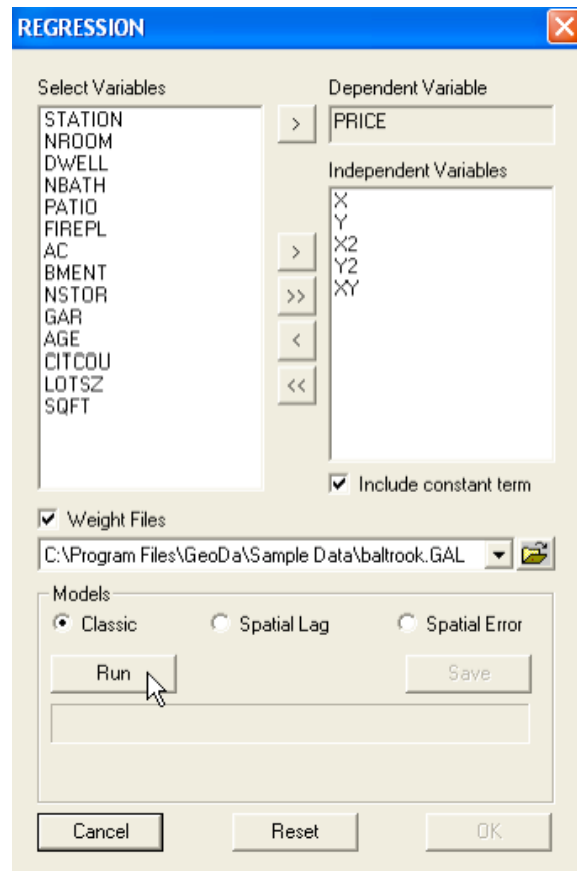 REGRESSION
Select Variables
STATION
NROOM
DWELL
NBATH
PATIO
FIREPL
AC
BMENT
NSTOR
GAR
AGE
CITCOU
LOTSZ
SQFT
>
>
>>
<
<<
Dependent Variable
PRICE
Independent Variables
X
Y
X2
Y2
XY
Include constant term
Weight Files
C:\Program Files\GeoDa\Sample Data\baltrook.GAL
Models
Classic
Spatial Lag
Spatial Error
Run
Save
Cancel
Reset
OK